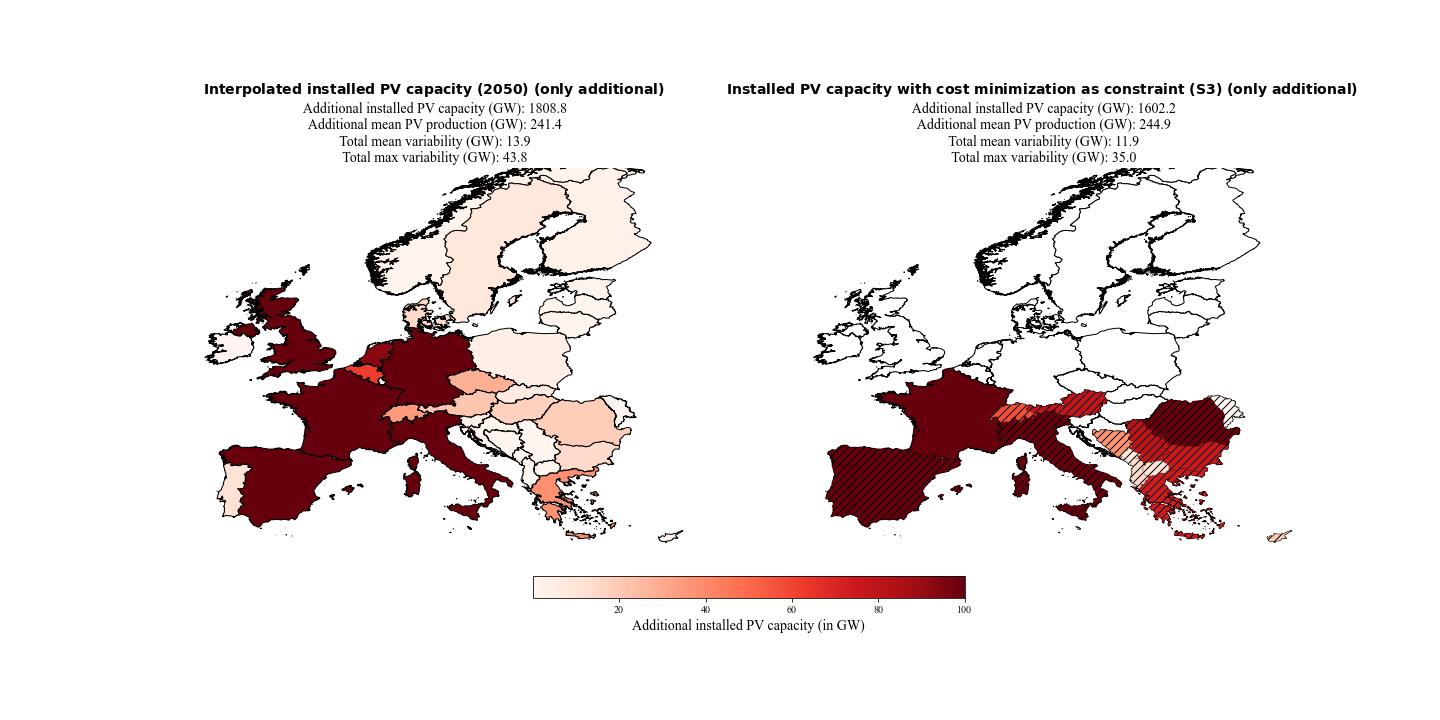 Interpolated installed PV capacity (2050) (only additional)
Additional installed PV capacity (GW): 1808.8
Additional mean PV production (GW): 241.4
Total mean variability (GW): 13.9
Total max variability (GW): 43.8
Installed PV capacity with cost minimization as constraint (S3) (only additional)
Additional installed PV capacity (GW): 1602.2
Additional mean PV production (GW): 244.9
Total mean variability (GW): 11.9
Total max variability (GW): 35.0
20 40 60 80 100
Additional installed PV capacity (in GW)